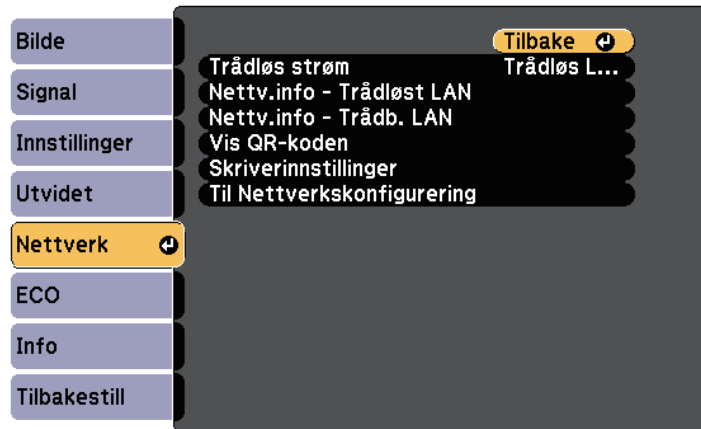 Bilde
Signal
Innstillinger
Utvidet
Nettverk
ECO
Info
Tilbakestill
Tilbake
Trådløs strøm Trådløs L...
Nettv.info - Trådløst LAN
Nettv.info - Trådb. LAN
Vis QR-koden
Skriverinnstillinger
Til Nettverkskonfigurering